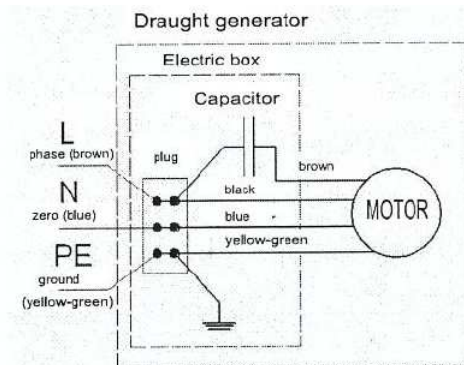 Draught generator
Electric box
Capacitor
L
phase (brown)
plug
brown
N
black
zero (blue)
blue
MOTOR
PE
yellow-green
ground
(yellow-green)